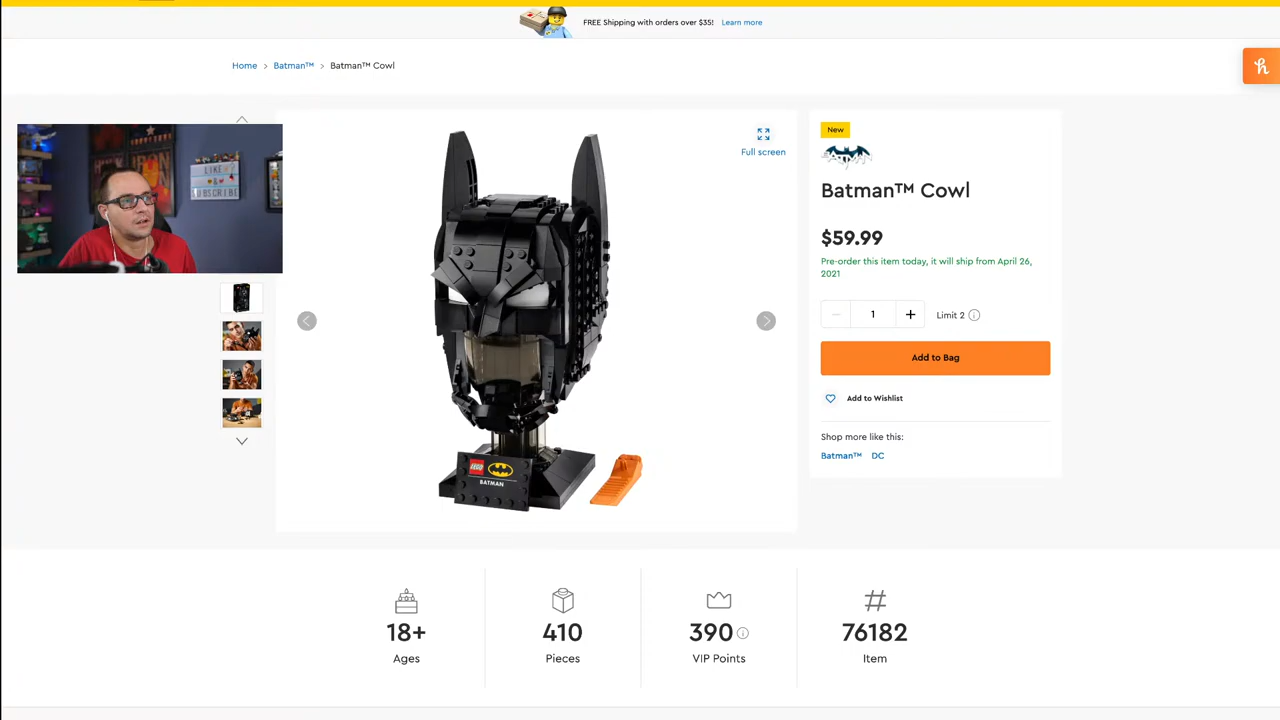 FREE Shipping with orders over $35! Learn more
Home > Batman™ > Batman™ Cowl
LIKE
SUBSCRIBE
Full screen
New
BATMAN
Batman™ Cowl
$59.99
Pre-order this item today, it will ship from April 26,
2021
1
Limit 2
Add to Bag
Add to Wishlist
Shop more like this:
Batman™ DC
LEGO
BATMAN
18+
Ages
410
Pieces
390
VIP Points
#
76182
Item